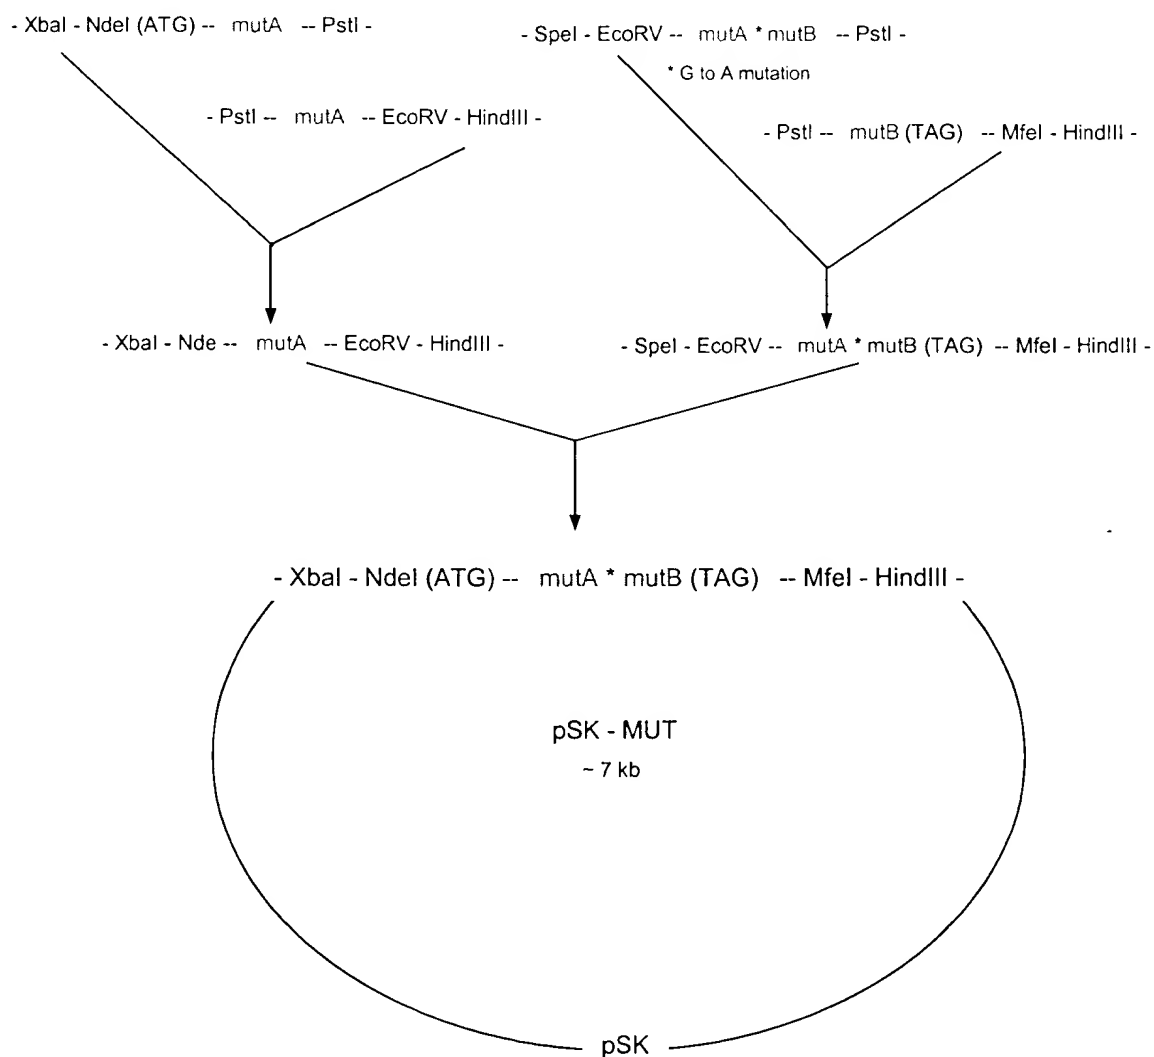 - XbaI - NdeI (ATG) -- mutA -- PstI -
- SpeI - EcoRV -- mutA * mutB -- PstI -
* G to A mutation
- PstI -- mutA -- EcoRV - HindIII -
- PstI -- mutB (TAG) -- MfeI - HindIII -
- XbaI - Nde -- mutA -- EcoRV - HindIII -
- SpeI - EcoRV -- mutA * mutB (TAG) -- MfeI - HindIII -
- XbaI - NdeI (ATG) -- mutA * mutB (TAG) -- MfeI - HindIII -
pSK - MUT
~ 7 kb
pSK